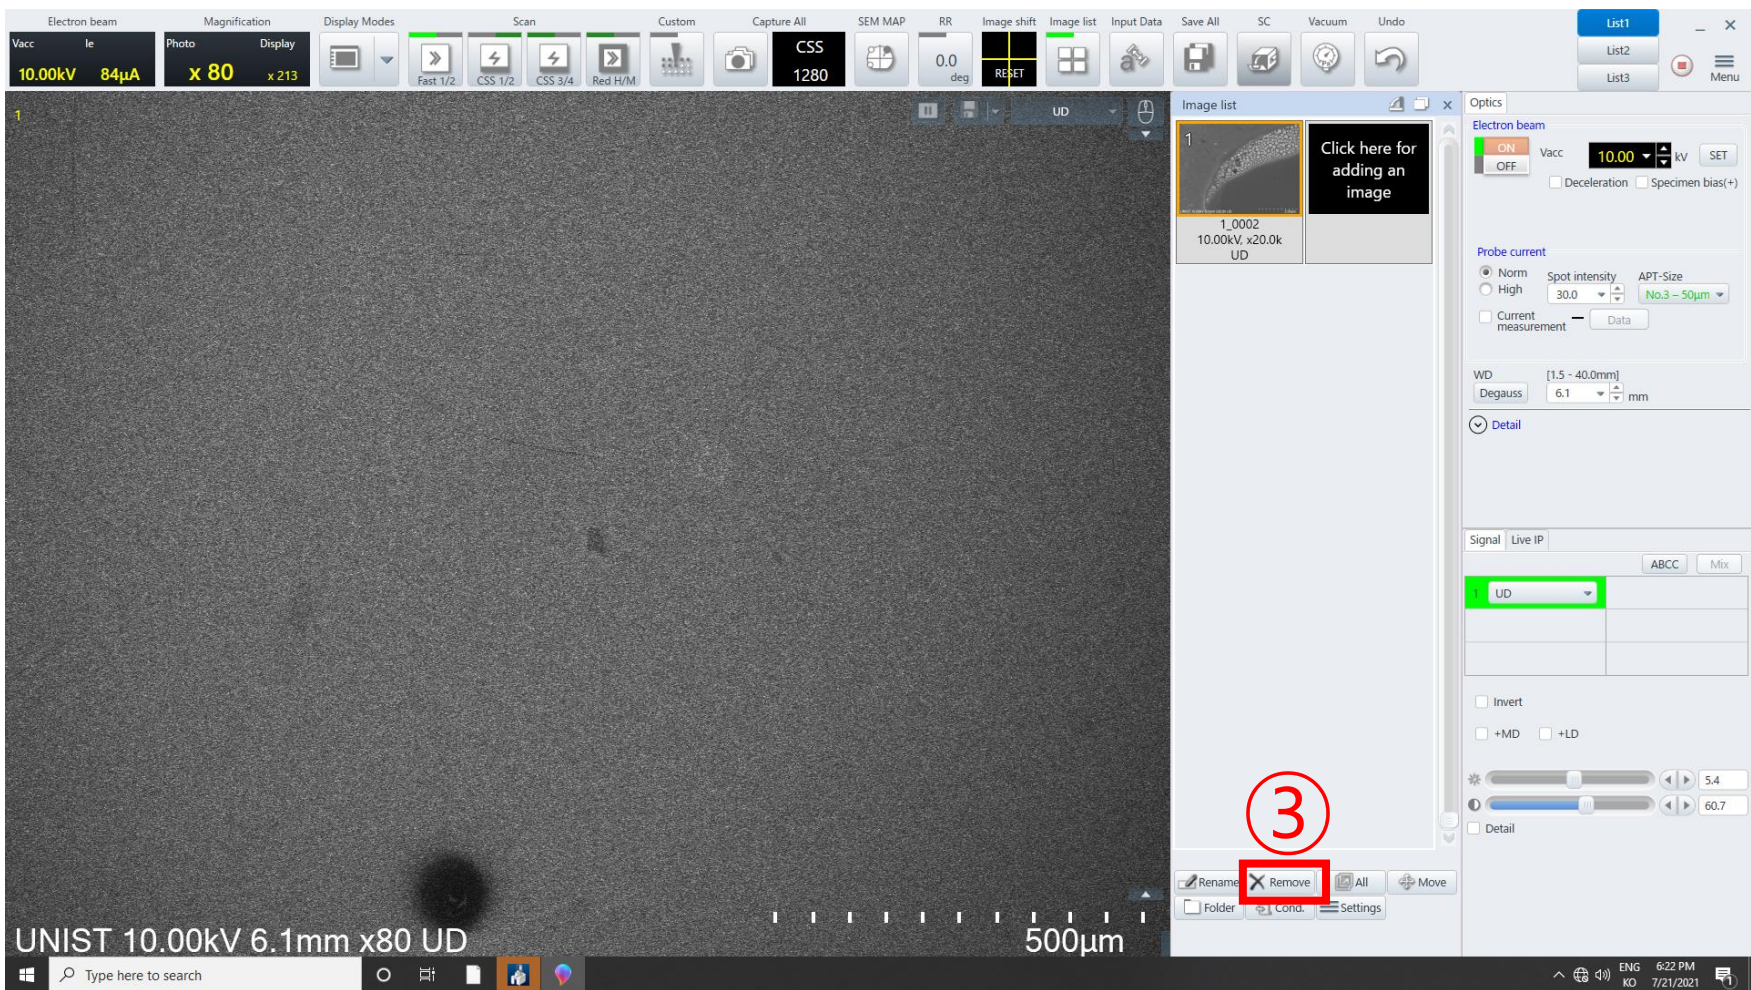 Electron beam
Magnification
Display Modes
Scan
Custom
Capture All
SEM MAP
RR
Image shift
Image list
Input Data
Save All
SC
Vacuum
Undo
Vacc
Ie
10.00kV
84μA
Photo
Display
x 80
x 213
Fast 1/2
CSS 1/2
CSS 3/4
Red H/M
CSS
1280
0.0
deg
RESET
List1
List2
List3
Menu
1
UD
Image list
1
1_0002
10.00kV, x20.0k
UD
Click here for
adding an
image
③
Rename
Remove
All
Move
Folder
Cond.
Settings
Optics
Electron beam
ON
OFF
Vacc
10.00
kV
SET
Deceleration
Specimen bias(+)
Probe current
Norm
High
Spot intensity
30.0
APT-Size
No.3 – 50μm
Current
measurement
Data
WD
[1.5 - 40.0mm]
Degauss
6.1
mm
Detail
Signal
Live IP
ABCC
Mix
1
UD
Invert
+MD
+LD
5.4
60.7
Detail
UNIST 10.00kV 6.1mm x80 UD
500μm
Type here to search
ENG
KO
6:22 PM
7/21/2021
1